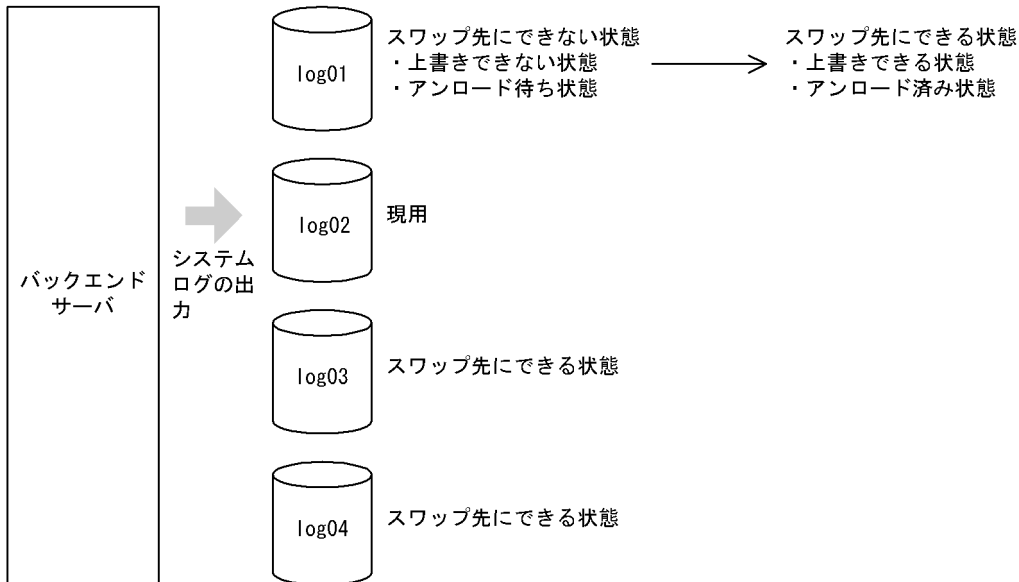 バックエンド
サーバ
システム
ログの出
力
log01
スワップ先にできない状態
・上書きできない状態
・アンロード待ち状態
スワップ先にできる状態
・上書きできる状態
・アンロード済み状態
log02
現用
log03
スワップ先にできる状態
log04
スワップ先にできる状態